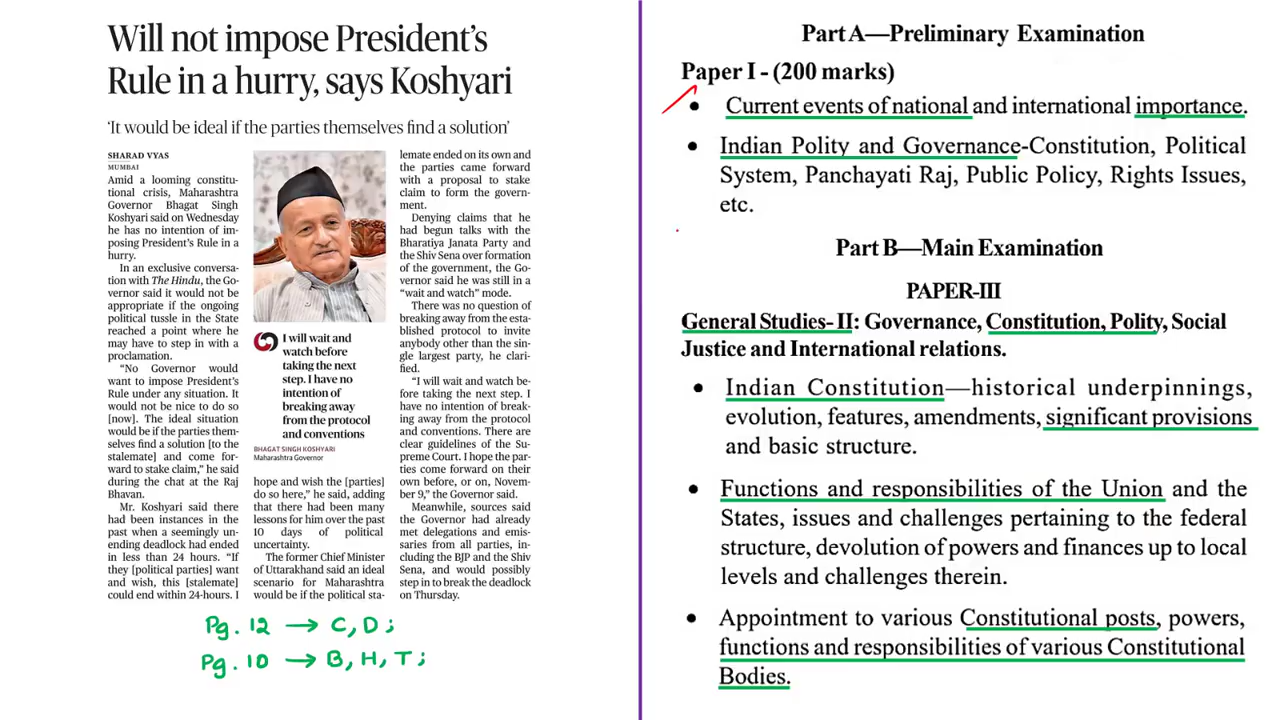 Will not impose President's
Rule in a hurry, says Koshyari
'It would be ideal if the parties themselves find a solution'
SHARAD VYAS
MUMBAI
Amid a looming constitu-
tional crisis, Maharashtra
Governor Bhagat Singh
Koshyari said on Wednesday
he has no intention of im-
posing President's Rule in a
hurry.
In an exclusive conversa-
tion with The Hindu, the Go-
vernor said it would not be
appropriate if the ongoing
political tussle in the State
reached a point where he
may have to step in with a
proclamation.
"No Governor would
want to impose President's
Rule under any situation. It
would not be nice to do so
[now]. The ideal situation
would be if the parties them-
selves find a solution [to the
stalemate] and come for-
ward to stake claim," he said
during the chat at the Raj
Bhavan.
Mr. Koshyari said there
had been instances in the
past when a seemingly un-
ending deadlock had ended
in less than 24 hours. "If
they [political parties] want
and wish, this [stalemate]
could end within 24-hours. I
I will wait and
watch before
taking the next
step. I have no
intention of
breaking away
from the protocol
and conventions
BHAGAT SINGH KOSHYARI
Maharashtra Governor
hope and wish the [parties]
do so here," he said, adding
that there had been many
lessons for him over the past
10 days of political
uncertainty.
The former Chief Minister
of Uttarakhand said an ideal
scenario for Maharashtra
would be if the political sta-
lemate ended on its own and
the parties came forward
with a proposal to stake
claim to form the govern-
ment.
Denying claims that he
had begun talks with the
Bharatiya Janata Party and
the Shiv Sena over formation
of the government, the Go-
vernor said he was still in a
"wait and watch" mode.
There was no question of
breaking away from the esta-
blished protocol to invite
anybody other than the sin-
gle largest party, he clari-
fied.
"I will wait and watch be-
fore taking the next step. I
have no intention of break-
ing away from the protocol
and conventions. There are
clear guidelines of the Su-
preme Court. I hope the par-
ties come forward on their
own before, or on, Novem-
ber 9," the Governor said.
Meanwhile, sources said
the Governor had already
met delegations and emis-
saries from all parties, in-
cluding the BJP and the Shiv
Sena, and would possibly
step in to break the deadlock
on Thursday.
Pg. 12 → C, D;
Pg. 10 → B, H, T;
Part A—Preliminary Examination
Paper I - (200 marks)
• Current events of national and international importance.
• Indian Polity and Governance-Constitution, Political
System, Panchayati Raj, Public Policy, Rights Issues,
etc.
Part B—Main Examination
PAPER-III
General Studies- II: Governance, Constitution, Polity, Social
Justice and International relations.
• Indian Constitution—historical underpinnings,
evolution, features, amendments, significant provisions
and basic structure.
• Functions and responsibilities of the Union and the
States, issues and challenges pertaining to the federal
structure, devolution of powers and finances up to local
levels and challenges therein.
• Appointment to various Constitutional posts, powers,
functions and responsibilities of various Constitutional
Bodies.